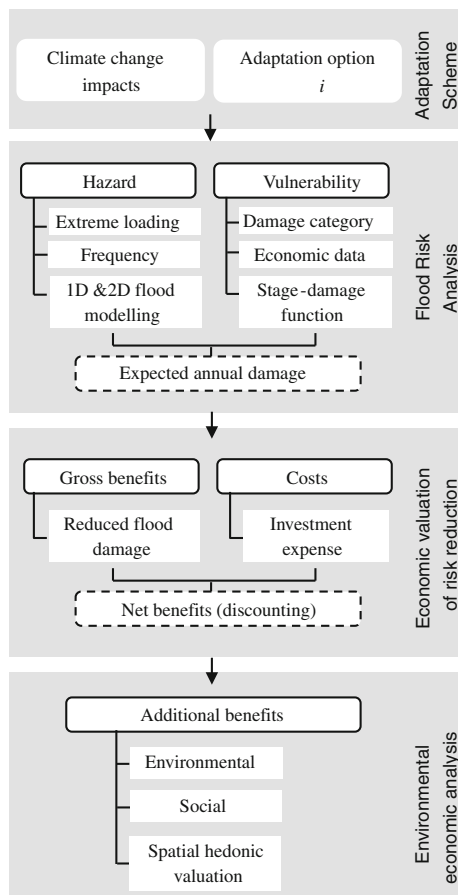 Climate change
impacts
Adaptation option
i
Adaptation
Scheme
Hazard
Extreme loading
Frequency
1D &2D flood
modelling
Vulnerability
Damage category
Economic data
Stage-damage
function
Expected annual damage
Flood Risk
Analysis
Gross benefits
Reduced flood
damage
Costs
Investment
expense
Net benefits (discounting)
Economic valuation
of risk reduction
Additional benefits
Environmental
Social
Spatial hedonic
valuation
Environmental
economic analysis